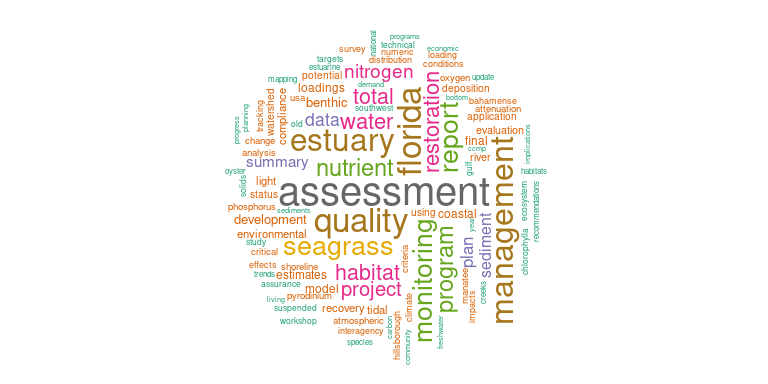 programs
national
technical
economic
survey
numeric
loading
targets
distribution
conditions
estuarine
nitrogen
potential
mapping
demand
oxygen
update
loadings
total
florida
restoration
deposition
usa
benthic
southwest
bottom
bahamense
attenuation
watershed
compliance
tracking
planning
progress
old
data
water
report
application
evaluation
change
estuary
final
ccmp
implications
analysis
summary
nutrient
gulf
river
management
oyster
solids
light
status
assessment
habitats
ecosystem
recommendations
phosphorus
sediments
quality
using
coastal
year
development
environmental
study
critical
seagrass
monitoring
program
plan
sediment
chlorophylla
effects
shoreline
trends
estimates
habitat
criteria
assurance
model
project
manatee
impacts
creeks
living
pyrodinium
suspended
recovery
tidal
climate
workshop
atmospheric
carbon
hillsborough
interagency
species
community
freshwater